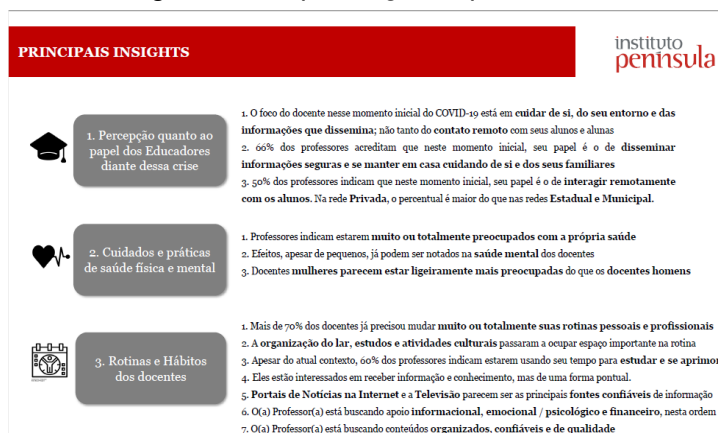 PRINCIPAIS INSIGHTS
instituto
península
1. Percepção quanto ao
papel dos Educadores
diante dessa crise
1. O foco do docente nesse momento inicial do COVID-19 está em cuidar de si, do seu entorno e das
informações que dissemina; não tanto do contato remoto com seus alunos e alunas
2. 66% dos professores acreditam que neste momento inicial, seu papel é o de disseminar
informações seguras e se manter em casa cuidando de si e dos seus familiares
3. 50% dos professores indicam que neste momento inicial, seu papel é o de interagir remotamente
com os alunos. Na rede Privada, o percentual é maior do que nas redes Estadual e Municipal.
2. Cuidados e práticas
de saúde física e mental
1. Professores indicam estarem muito ou totalmente preocupados com a própria saúde
2. Efeitos, apesar de pequenos, já podem ser notados na saúde mental dos docentes
3. Docentes mulheres parecem estar ligeiramente mais preocupadas do que os docentes homens
3. Rotinas e Hábitos
dos docentes
1. Mais de 70% dos docentes já precisou mudar muito ou totalmente suas rotinas pessoais e profissionais
2. A organização do lar, estudos e atividades culturais passaram a ocupar espaço importante na rotina
3. Apesar do atual contexto, 60% dos professores indicam estarem usando seu tempo para estudar e se aprimor
4. Eles estão interessados em receber informação e conhecimento, mas de uma forma pontual.
5. Portais de Notícias na Internet e a Televisão parecem ser as principais fontes confiáveis de informação
6. O(a) Professor(a) está buscando apoio informacional, emocional / psicológico e financeiro, nesta ordem
7. O(a) Professor(a) está buscando conteúdos organizados, confiáveis e de qualidade